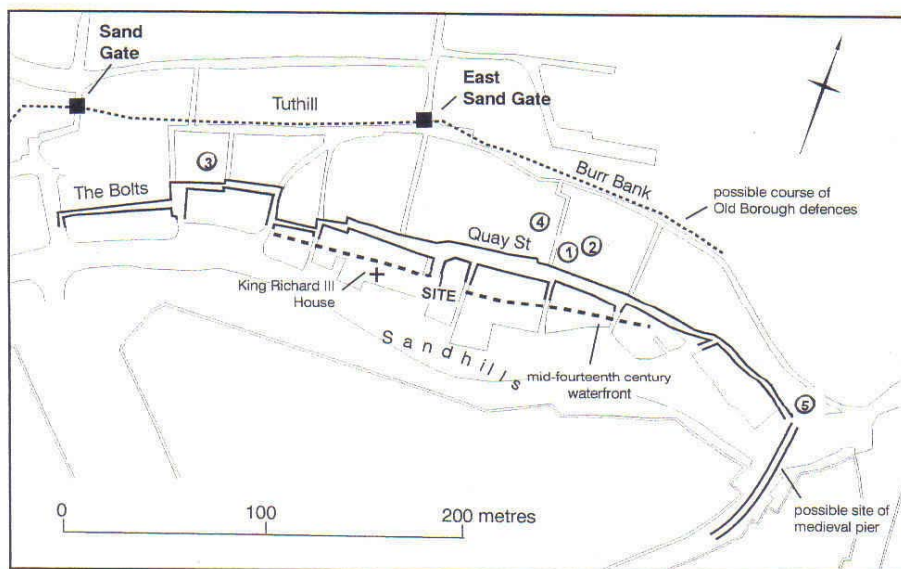 Sand
Gate
East
Sand Gate
Tuthill
Burr Bank
3
The Bolts
possible course of
Old Borough defences
4
1
2
Quay St
King Richard III
House
SITE
Sandhills
mid-fourteenth century
waterfront
5
0
100
200 metres
possible site of
medieval pier